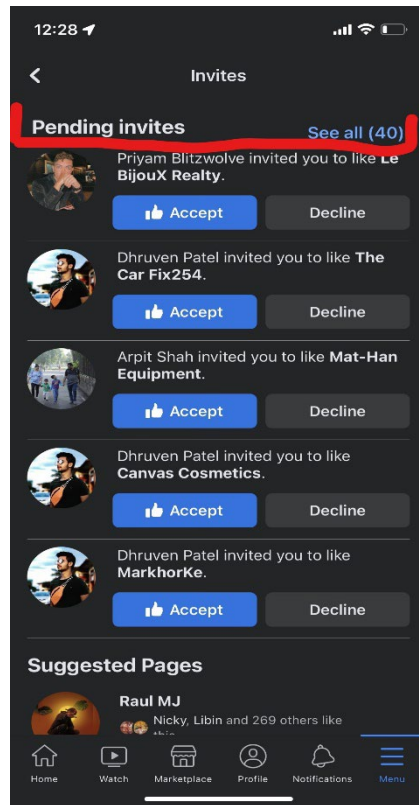 12:28
Invites
Pending invites
See all (40)
Priyam Blitzwolve invited you to like Le
BijouX Realty.
Accept Decline
Dhruven Patel invited you to like The
Car Fix254.
Accept Decline
Arpit Shah invited you to like Mat-Han
Equipment.
Accept Decline
Dhruven Patel invited you to like
Canvas Cosmetics.
Accept Decline
Dhruven Patel invited you to like
MarkhorKe.
Accept Decline
Suggested Pages
Raul MJ
Nicky, Libin and 269 others like
this
Home Watch Marketplace Profile Notifications Menu